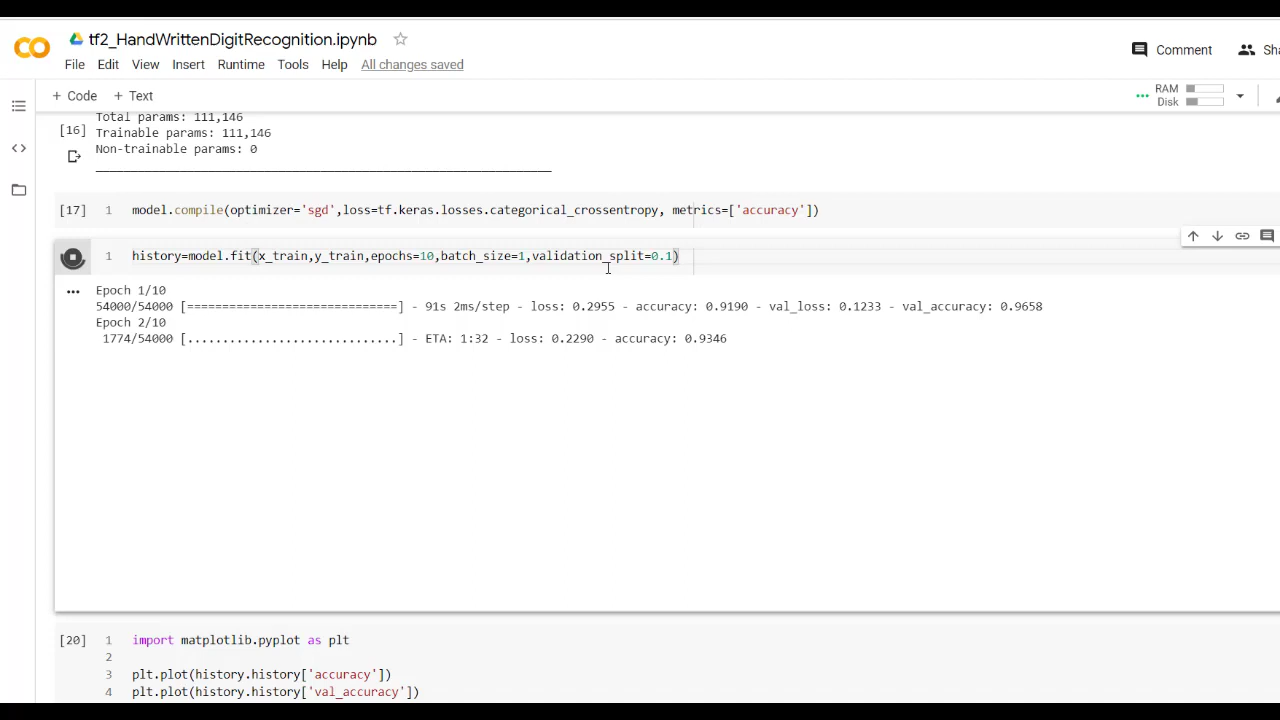 tf2_HandWrittenDigitRecognition.ipynb
Comment
Sha
File Edit View Insert Runtime Tools Help All changes saved
+ Code + Text
RAM
Disk
Total params: 111,146
[16] Trainable params: 111,146
Non-trainable params: 0
[17] 1 model.compile(optimizer='sgd',loss=tf.keras.losses.categorical_crossentropy, metrics=['accuracy'])
1 history=model.fit(x_train,y_train,epochs=10,batch_size=1,validation_split=0.1)
Epoch 1/10
54000/54000 [==============================] - 91s 2ms/step - loss: 0.2955 - accuracy: 0.9190 - val_loss: 0.1233 - val_accuracy: 0.9658
Epoch 2/10
1774/54000 [..............................] - ETA: 1:32 - loss: 0.2290 - accuracy: 0.9346
[20] 1 import matplotlib.pyplot as plt
2
3 plt.plot(history.history['accuracy'])
4 plt.plot(history.history['val_accuracy'])